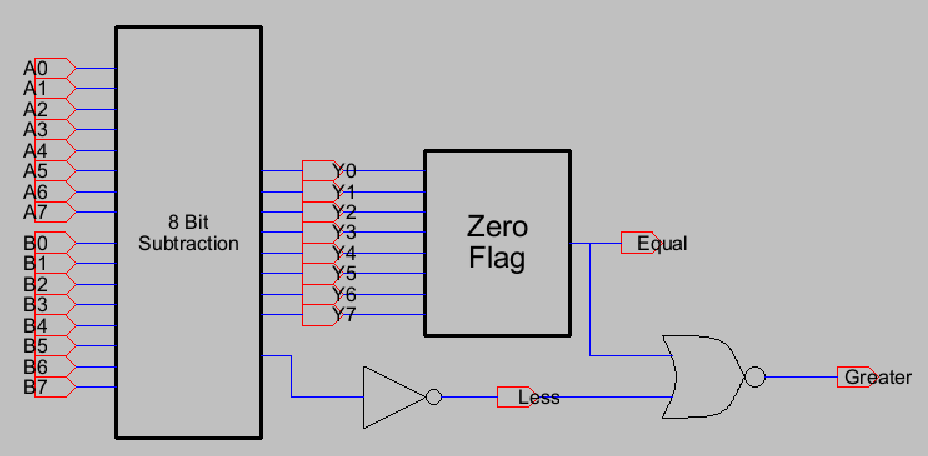 A0
A1
A2
A3
A4
A5
A6
A7
B0
B1
B2
B3
B4
B5
B6
B7
8 Bit
Subtraction
Y0
Y1
Y2
Y3
Y4
Y5
Y6
Y7
Zero
Flag
Equal
Less
Greater